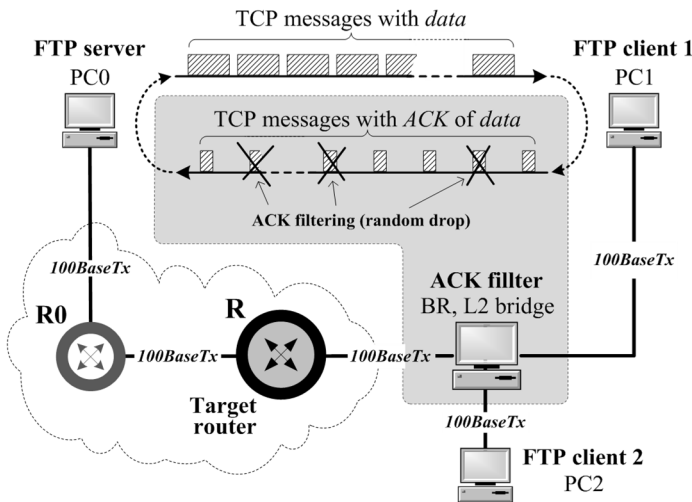 TCP messages with data
FTP server
PC0
FTP client 1
PC1
TCP messages with ACK of data
ACK filtering (random drop)
100BaseTx
100BaseTx
ACK fillter
BR, L2 bridge
R0
R
100BaseTx
100BaseTx
Target
router
100BaseTx
FTP client 2
PC2